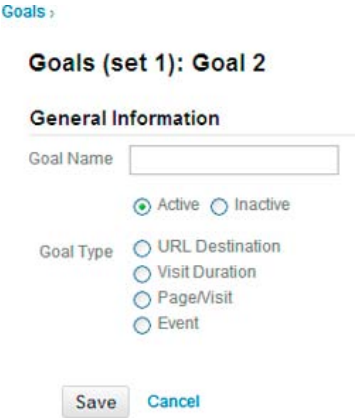 Goals ›
Goals (set 1): Goal 2
General Information
Goal Name
Active Inactive
Goal Type URL Destination
Visit Duration
Page/Visit
Event
Save Cancel